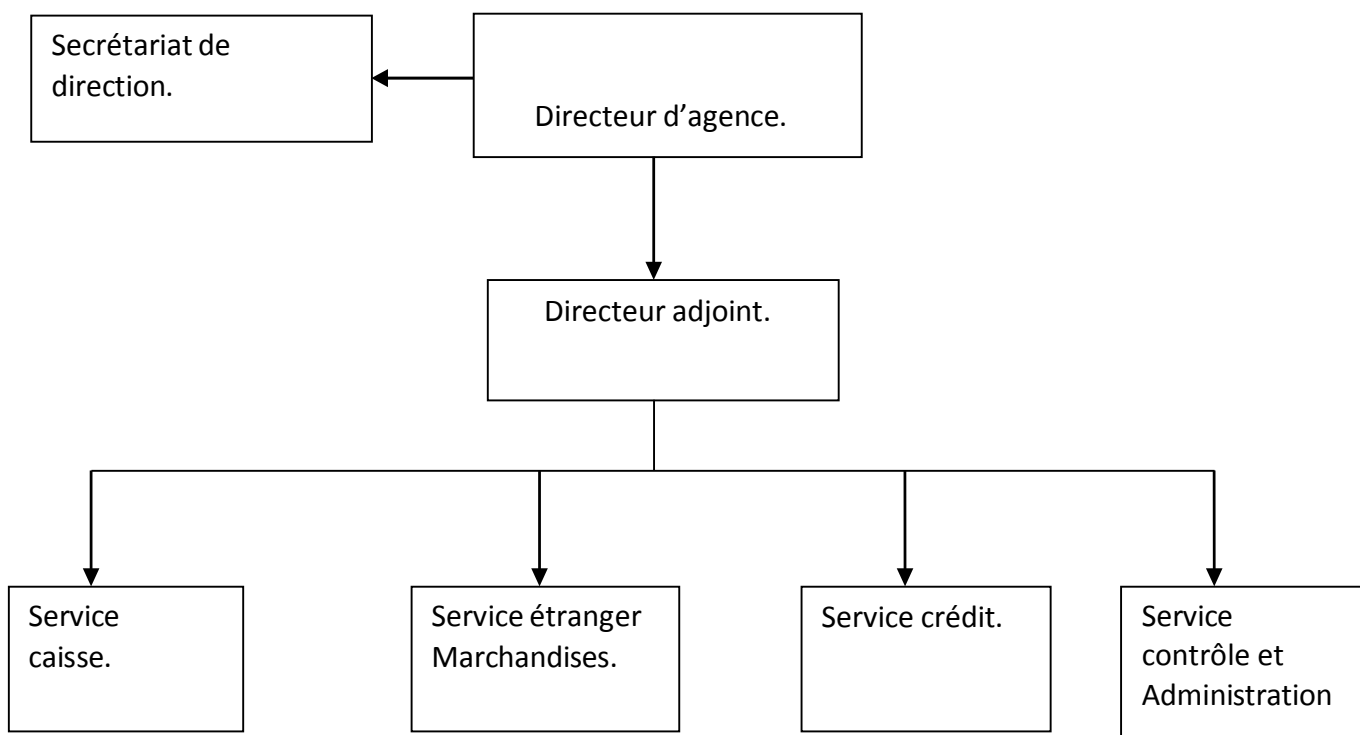 Secrétariat de
direction.
Directeur d’agence.
Directeur adjoint.
Service
caisse.
Service étranger
Marchandises.
Service crédit.
Service
contrôle et
Administration